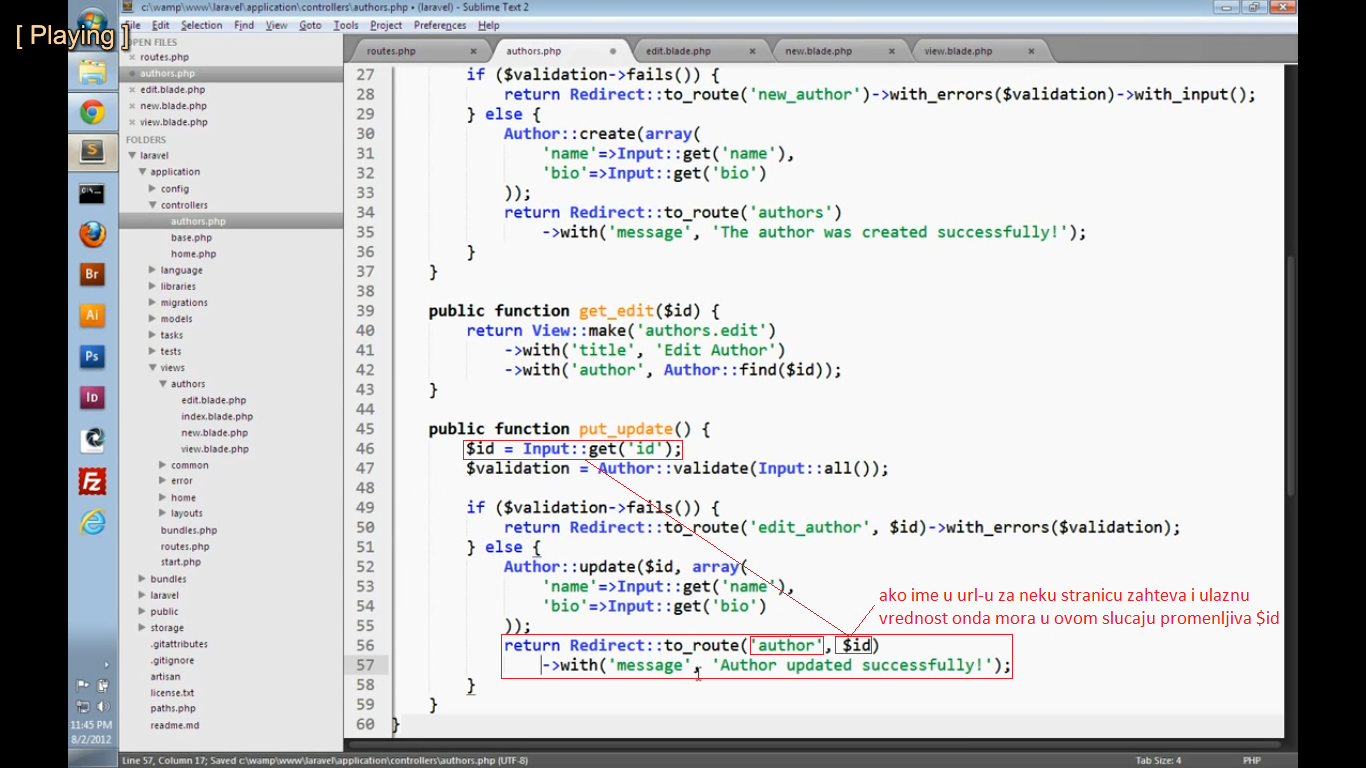 [ Playing ]
c:\wamp\www\laravel\application\controllers\authors.php • (laravel) - Sublime Text 2
File Edit Selection Find View Goto Tools Project Preferences Help
OPEN FILES
routes.php
authors.php
edit.blade.php
new.blade.php
view.blade.php
FOLDERS
laravel
application
config
controllers
authors.php
base.php
home.php
language
libraries
migrations
models
tasks
tests
views
authors
edit.blade.php
index.blade.php
new.blade.php
view.blade.php
common
error
home
layouts
bundles.php
routes.php
start.php
bundles
laravel
public
storage
.gitattributes
.gitignore
artisan
license.txt
paths.php
readme.md
Br
Ai
Ps
Id
Fz
11:45 PM
8/2/2012
routes.php authors.php edit.blade.php new.blade.php view.blade.php
27 if ($validation->fails()) {
28 return Redirect::to_route('new_author')->with_errors($validation)->with_input();
29 } else {
30 Author::create(array(
31 'name'=>Input::get('name'),
32 'bio'=>Input::get('bio')
33 ));
34 return Redirect::to_route('authors')
35 ->with('message', 'The author was created successfully!');
36 }
37 }
38
39 public function get_edit($id) {
40 return View::make('authors.edit')
41 ->with('title', 'Edit Author')
42 ->with('author', Author::find($id));
43 }
44
45 public function put_update() {
46 $id = Input::get('id');
47 $validation = Author::validate(Input::all());
48
49 if ($validation->fails()) {
50 return Redirect::to_route('edit_author', $id)->with_errors($validation);
51 } else {
52 Author::update($id, array(
53 'name'=>Input::get('name'),
54 'bio'=>Input::get('bio')
55 ));
56 return Redirect::to_route('author', $id)
57 ->with('message', 'Author updated successfully!');
58 }
59 }
60 }
ako ime u url-u za neku stranicu zahteva i ulaznu
vrednost onda mora u ovom slucaju promenljiva $id
Line 57, Column 17; Saved c:\wamp\www\laravel\application\controllers\authors.php (UTF-8) Tab Size: 4 PHP